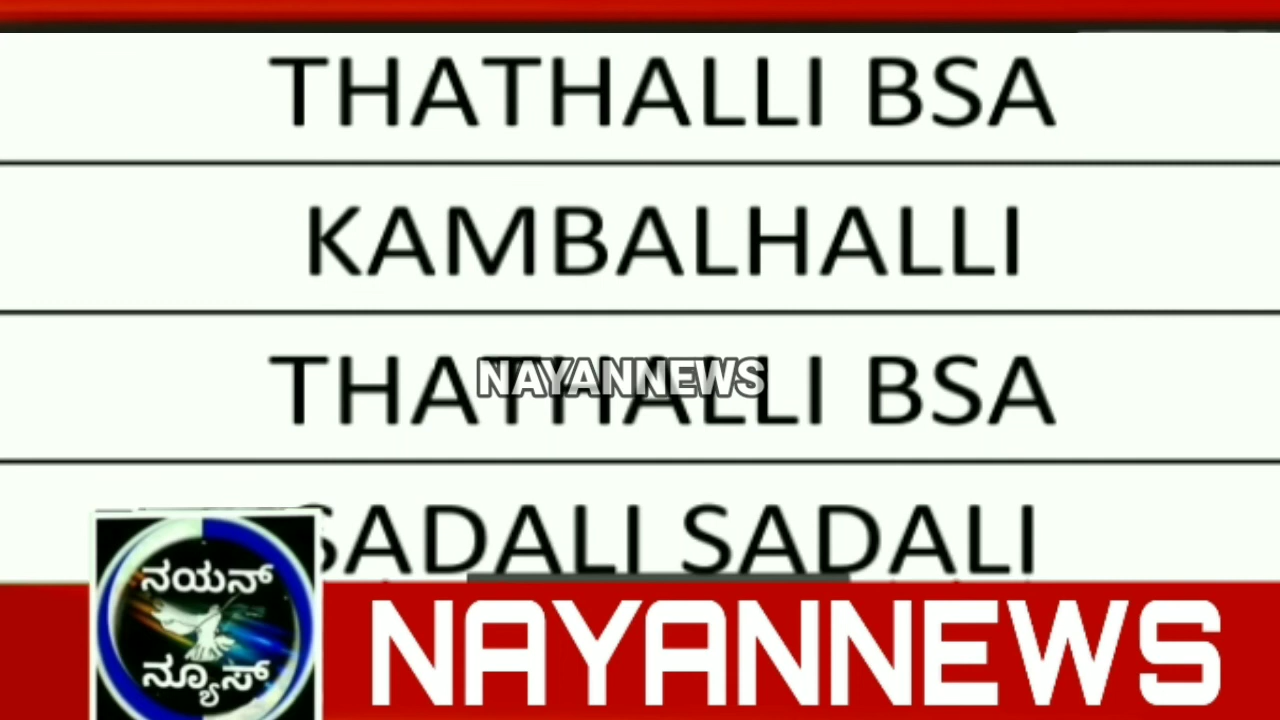 THATHALLI BSA
KAMBALHALLI
THATHALLI BSA
NAYANNEWS
SADALI SADALI
ನಯನ್
ನ್ಯೂಸ್
NAYANNEWS